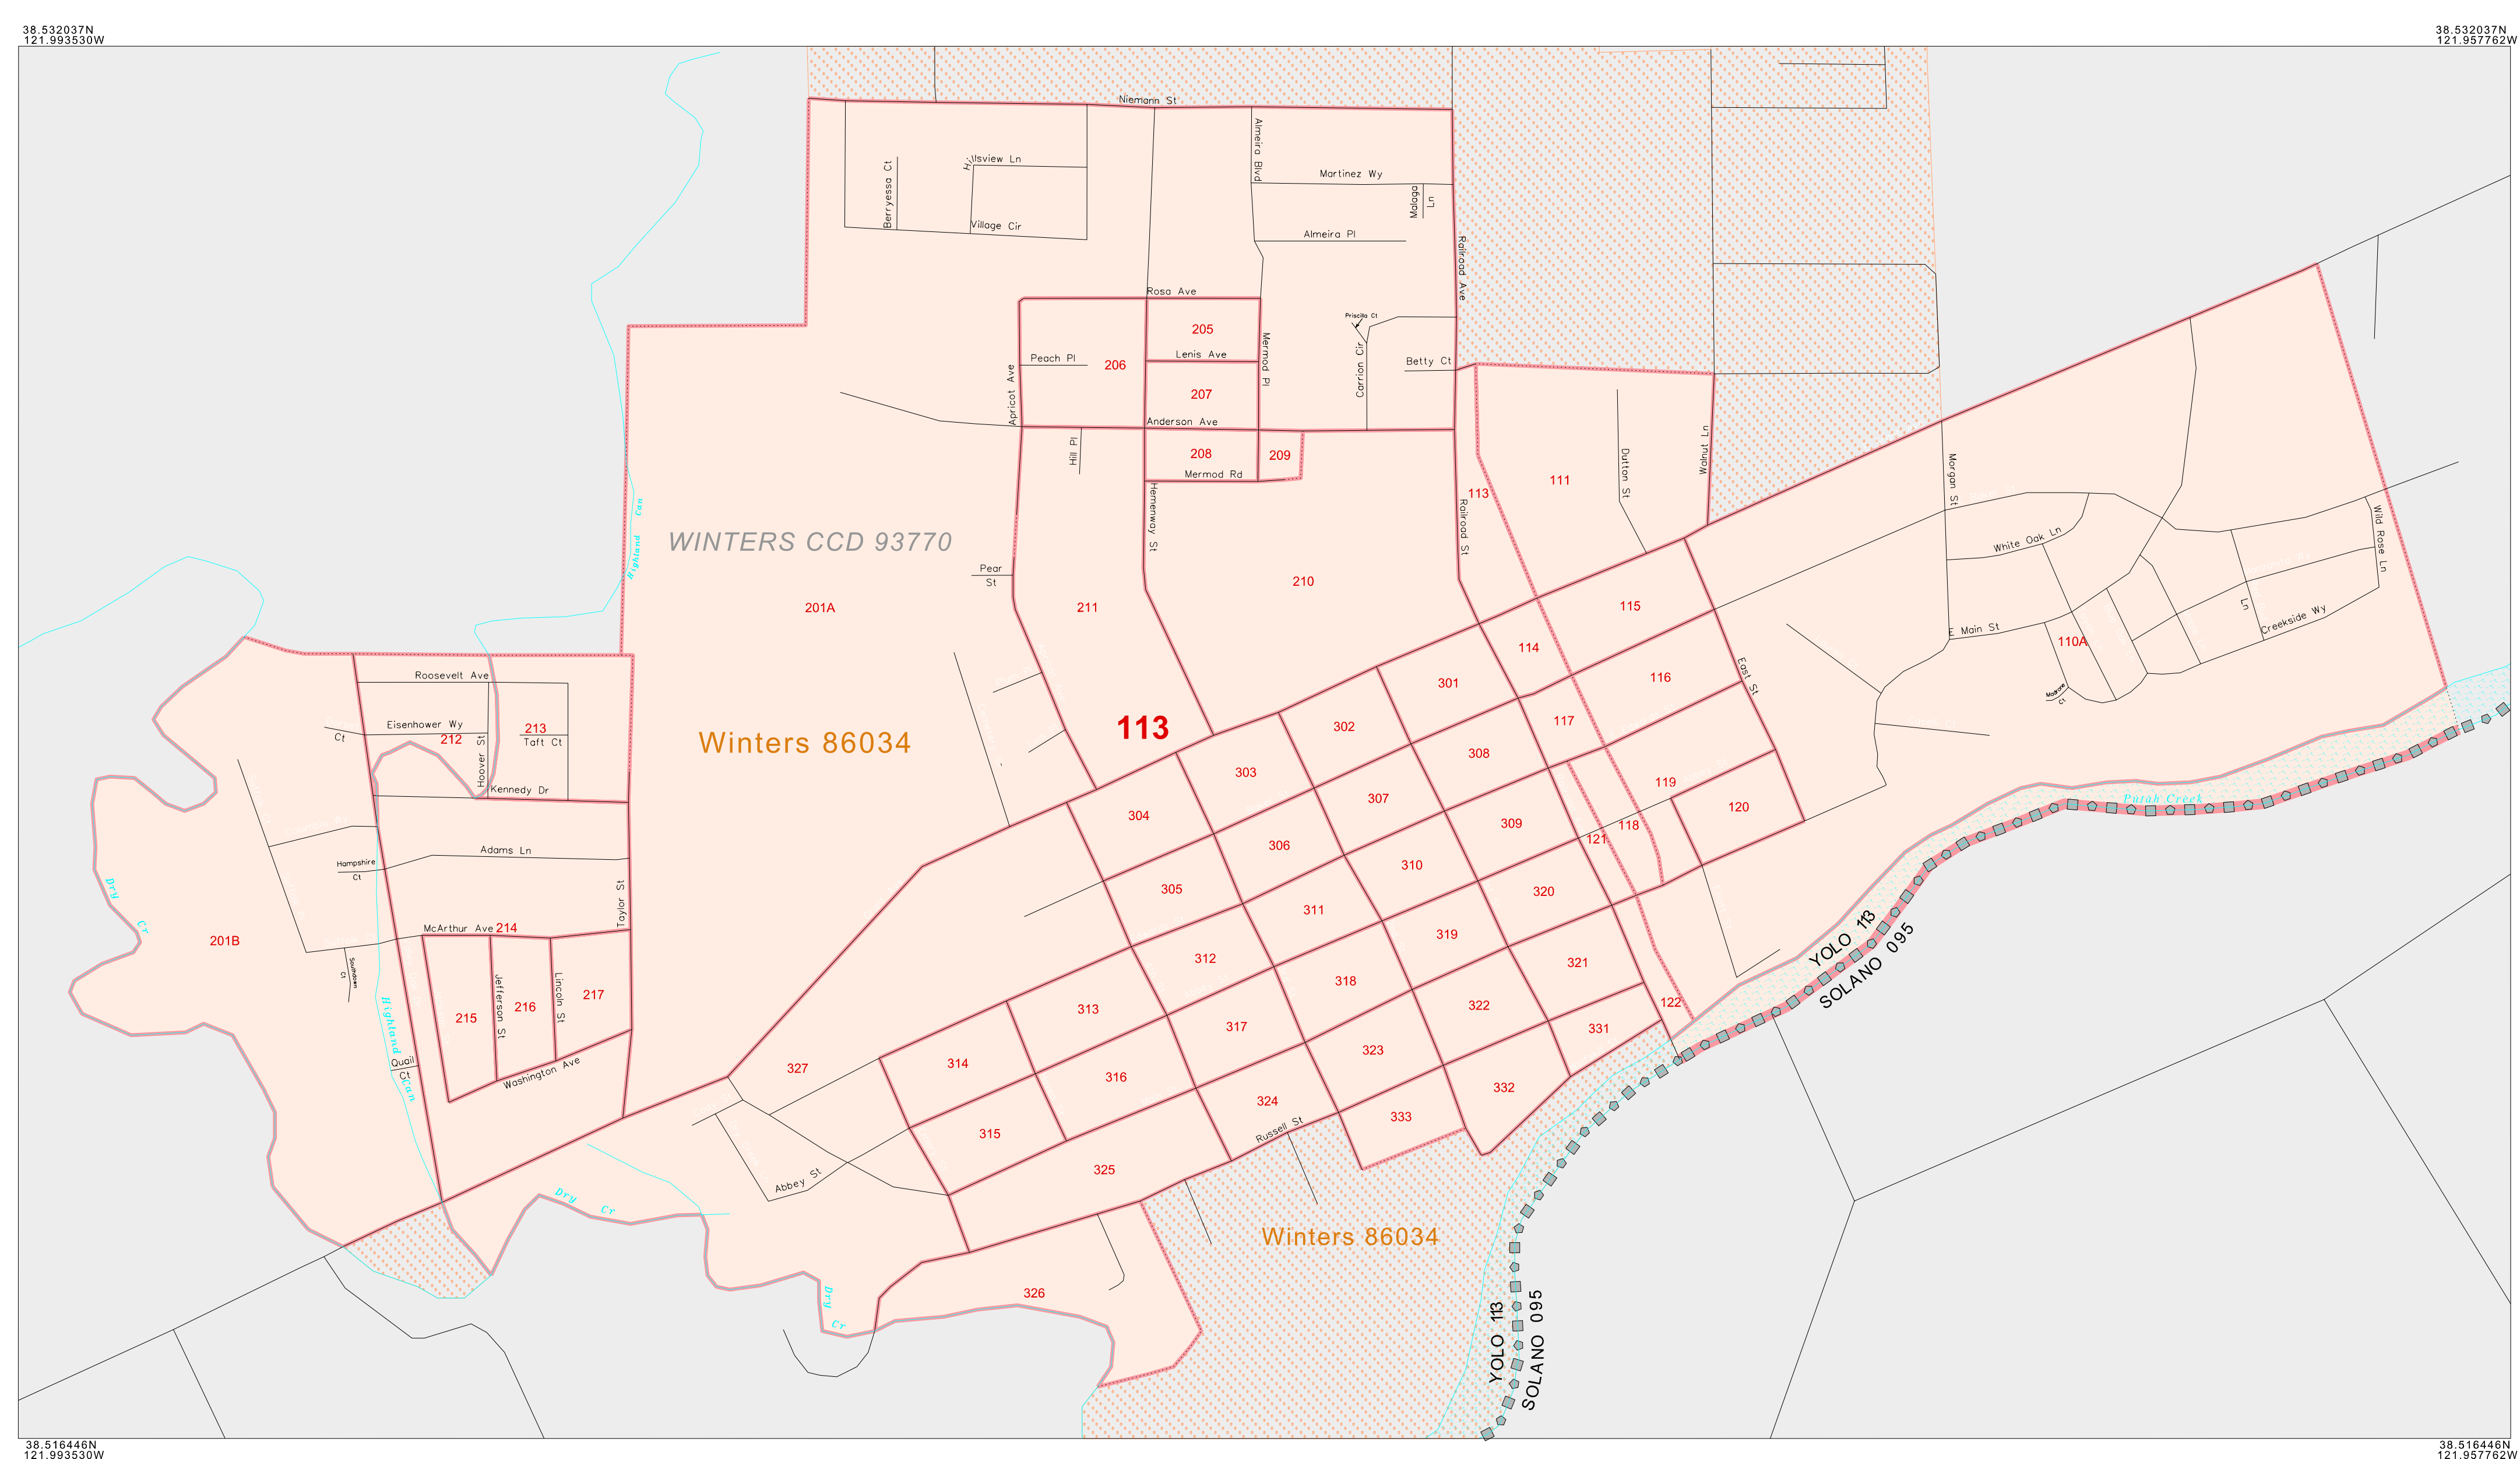 38.532037N
121.993530W
38.532037N
121.957762W
Niemann St
Almeira Blvd
Hillsview Ln
Berryessa Ct
Village Cir
Martinez Wy
Malaga
Ln
Almeira Pl
Railroad Ave
Rosa Ave
205
Priscilla Ct
Mermod Pl
Lenis Ave
Peach Pl
206
Apricot Ave
Carrion Cir
Betty Ct
207
Anderson Ave
Hill Pl
208
209
Mermod Rd
Hemenway St
Railroad St
113
111
Dutton St
Walnut Ln
Morgan St
White Oak Ln
Wild Rose Ln
Ln
Creekside Wy
E Main St
110A
Madrone
Ct
Highland Can
WINTERS CCD 93770
Pear
St
201A
211
210
115
114
116
East St
301
302
117
113
Winters 86034
308
303
307
119
120
118
121
304
309
306
310
305
320
311
319
312
321
318
322
122
313
317
331
323
314
316
332
324
333
315
Russell St
325
327
Abbey St
326
Roosevelt Ave
Eisenhower Wy
Ct
212
213
Taft Ct
Hoover St
Kennedy Dr
Adams Ln
Hampshire
Ct
Taylor St
McArthur Ave
214
201B
Southdown
Ct
Jefferson St
Lincoln St
215
216
217
Quail
Ct
Washington Ave
Highland
Can
Dry
Cr
Dry
Cr
Dry
Cr
Putah Creek
YOLO 113
SOLANO 095
Winters 86034
YOLO 113
SOLANO 095
38.516446N
121.993530W
38.516446N
121.957762W